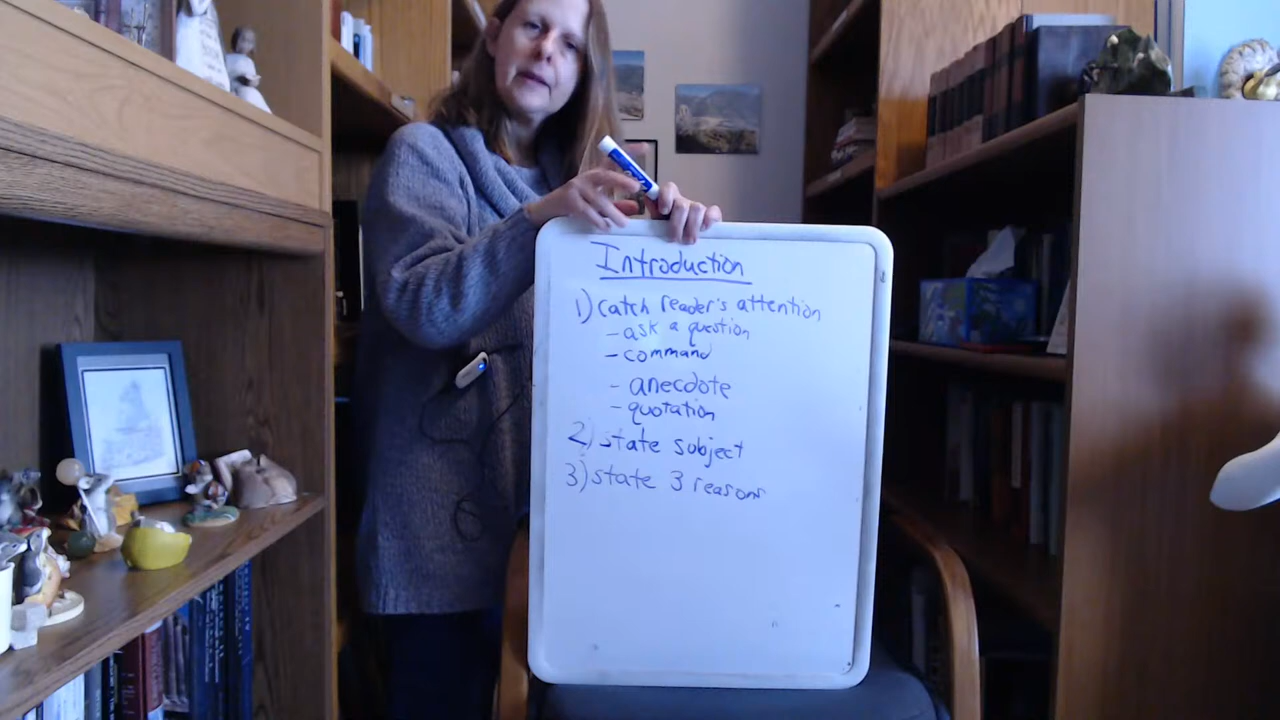 Introduction
1) catch reader's attention
- ask a question
- command
- anecdote
- quotation
2) state subject
3) state 3 reasons